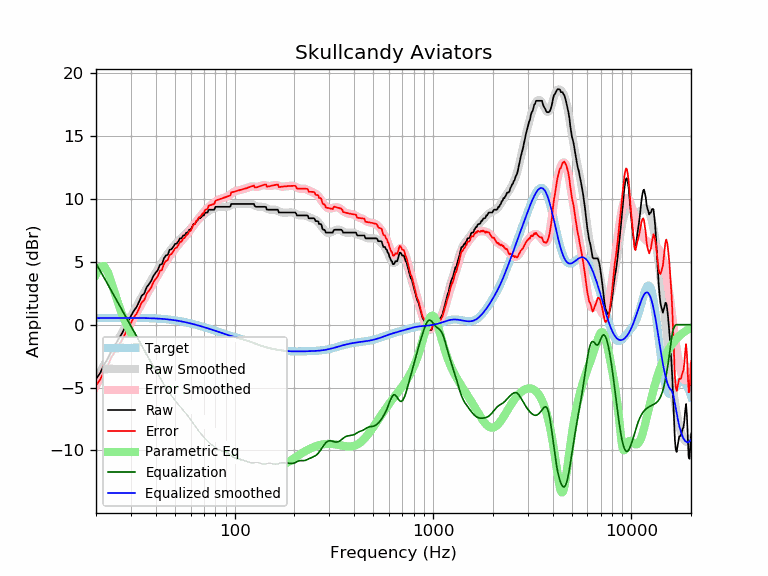 Skullcandy Aviators
20
15
10
5
0
−5
−10
Amplitude (dBr)
Target
Raw Smoothed
Error Smoothed
Raw
Error
Parametric Eq
Equalization
Equalized smoothed
100
1000
10000
Frequency (Hz)